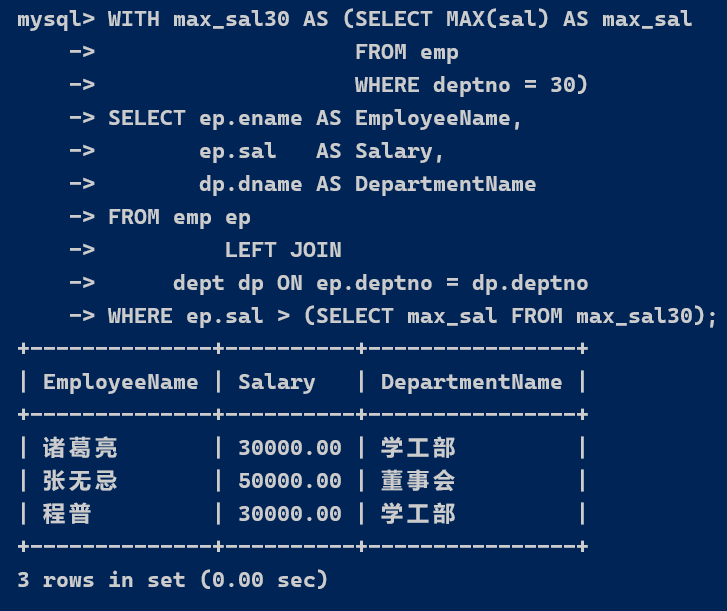 mysql> WITH max_sal30 AS (SELECT MAX(sal) AS max_sal
    ->                    FROM emp
    ->                    WHERE deptno = 30)
    -> SELECT ep.ename AS EmployeeName,
    ->        ep.sal   AS Salary,
    ->        dp.dname AS DepartmentName
    -> FROM emp ep
    ->          LEFT JOIN
    ->      dept dp ON ep.deptno = dp.deptno
    -> WHERE ep.sal > (SELECT max_sal FROM max_sal30);
+--------------+----------+----------------+
| EmployeeName | Salary   | DepartmentName |
+--------------+----------+----------------+
| 诸葛亮       | 30000.00 | 学工部         |
| 张无忌       | 50000.00 | 董事会         |
| 程普         | 30000.00 | 学工部         |
+--------------+----------+----------------+
3 rows in set (0.00 sec)